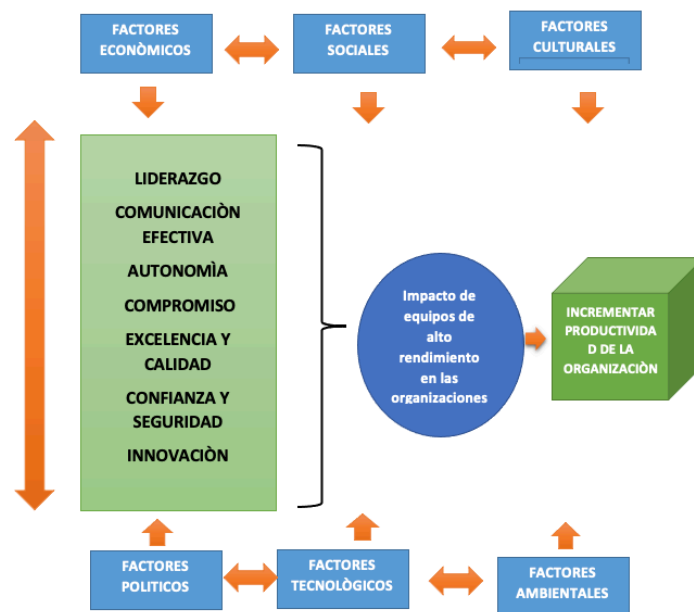 FACTORES
ECONÒMICOS
FACTORES
SOCIALES
FACTORES
CULTURALES
LIDERAZGO
COMUNICACIÒN
EFECTIVA
AUTONOMÌA
COMPROMISO
EXCELENCIA Y
CALIDAD
CONFIANZA Y
SEGURIDAD
INNOVACIÒN
Impacto de
equipos de
alto
rendimiento
en las
organizaciones
INCREMENTAR
PRODUCTIVIDA
D DE LA
ORGANIZACIÒN
FACTORES
POLITICOS
FACTORES
TECNOLÒGICOS
FACTORES
AMBIENTALES